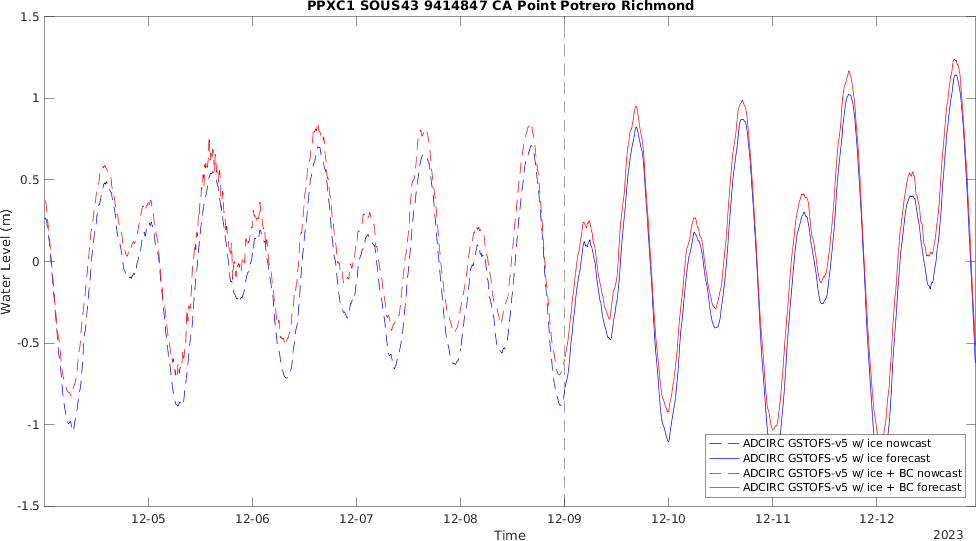 PPXC1 SOUS43 9414847 CA Point Potrero Richmond
1.5
1
0.5
0
-0.5
-1
-1.5
Water Level (m)
12-05 12-06 12-07 12-08 12-09 12-10 12-11 12-12
Time
2023
ADCIRC GSTOFS-v5 w/ ice nowcast
ADCIRC GSTOFS-v5 w/ ice forecast
ADCIRC GSTOFS-v5 w/ ice + BC nowcast
ADCIRC GSTOFS-v5 w/ ice + BC forecast